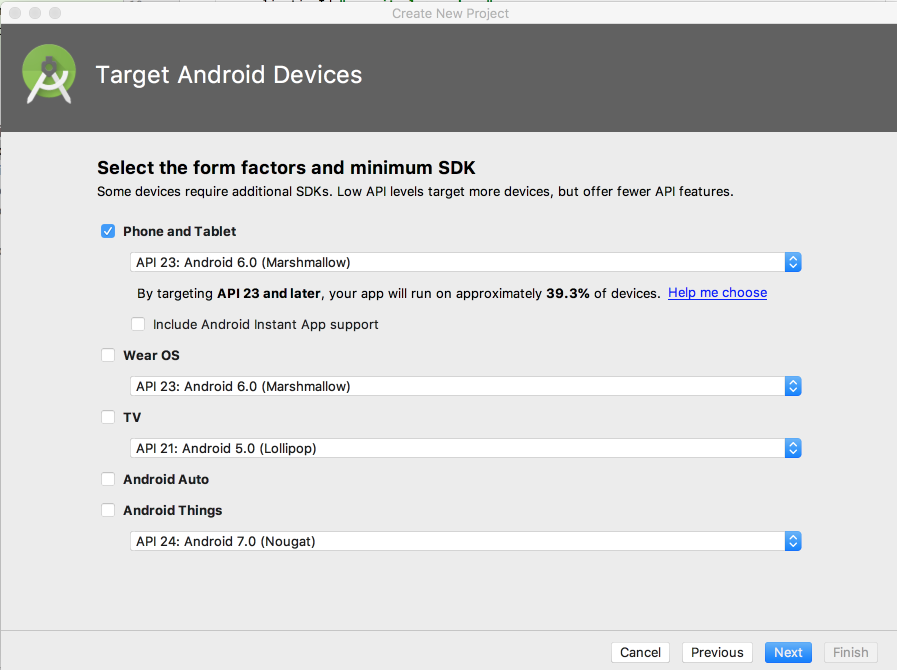 Create New Project
Target Android Devices
Select the form factors and minimum SDK
Some devices require additional SDKs. Low API levels target more devices, but offer fewer API features.
Phone and Tablet
API 23: Android 6.0 (Marshmallow)
By targeting API 23 and later, your app will run on approximately 39.3% of devices. Help me choose
Include Android Instant App support
Wear OS
API 23: Android 6.0 (Marshmallow)
TV
API 21: Android 5.0 (Lollipop)
Android Auto
Android Things
API 24: Android 7.0 (Nougat)
Cancel Previous Next Finish